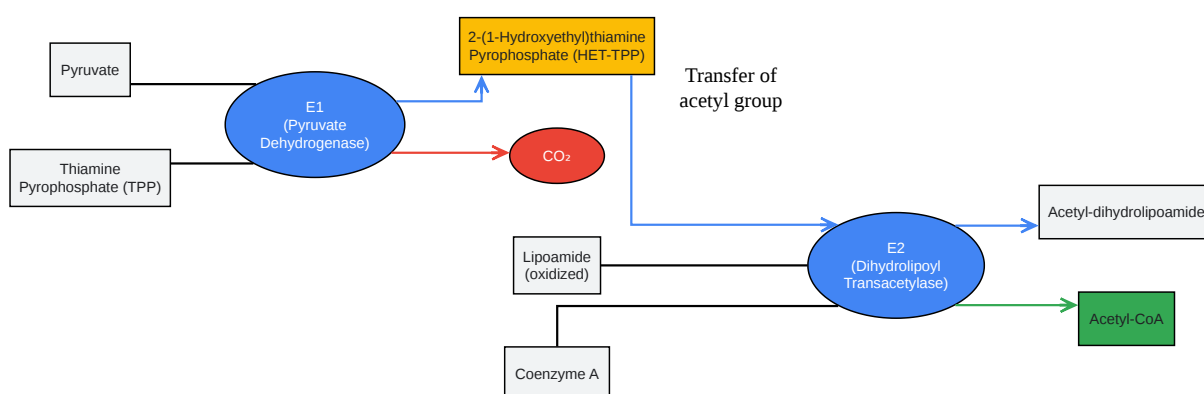 2-(1-Hydroxyethyl)thiamine
Pyrophosphate (HET-TPP)
Pyruvate
Transfer of
acetyl group
E1
(Pyruvate
Dehydrogenase)
CO₂
Thiamine
Pyrophosphate (TPP)
Acetyl-dihydrolipoamide
E2
(Dihydrolipoyl
Transacetylase)
Lipoamide
(oxidized)
Acetyl-CoA
Coenzyme A